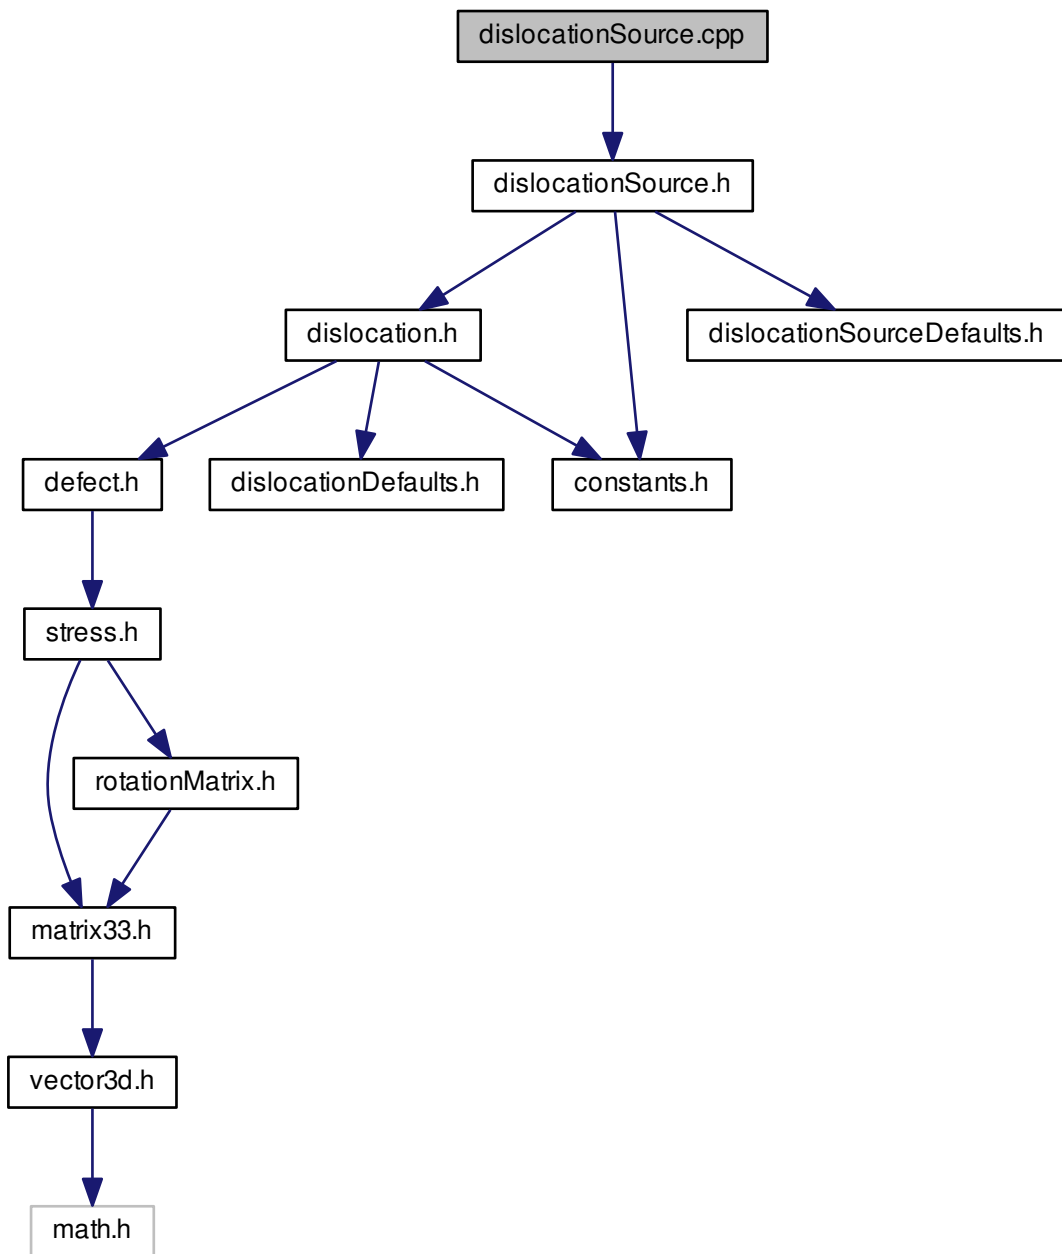 dislocationSource.cpp
dislocationSource.h
dislocation.h
dislocationSourceDefaults.h
defect.h
dislocationDefaults.h
constants.h
stress.h
rotationMatrix.h
matrix33.h
vector3d.h
math.h